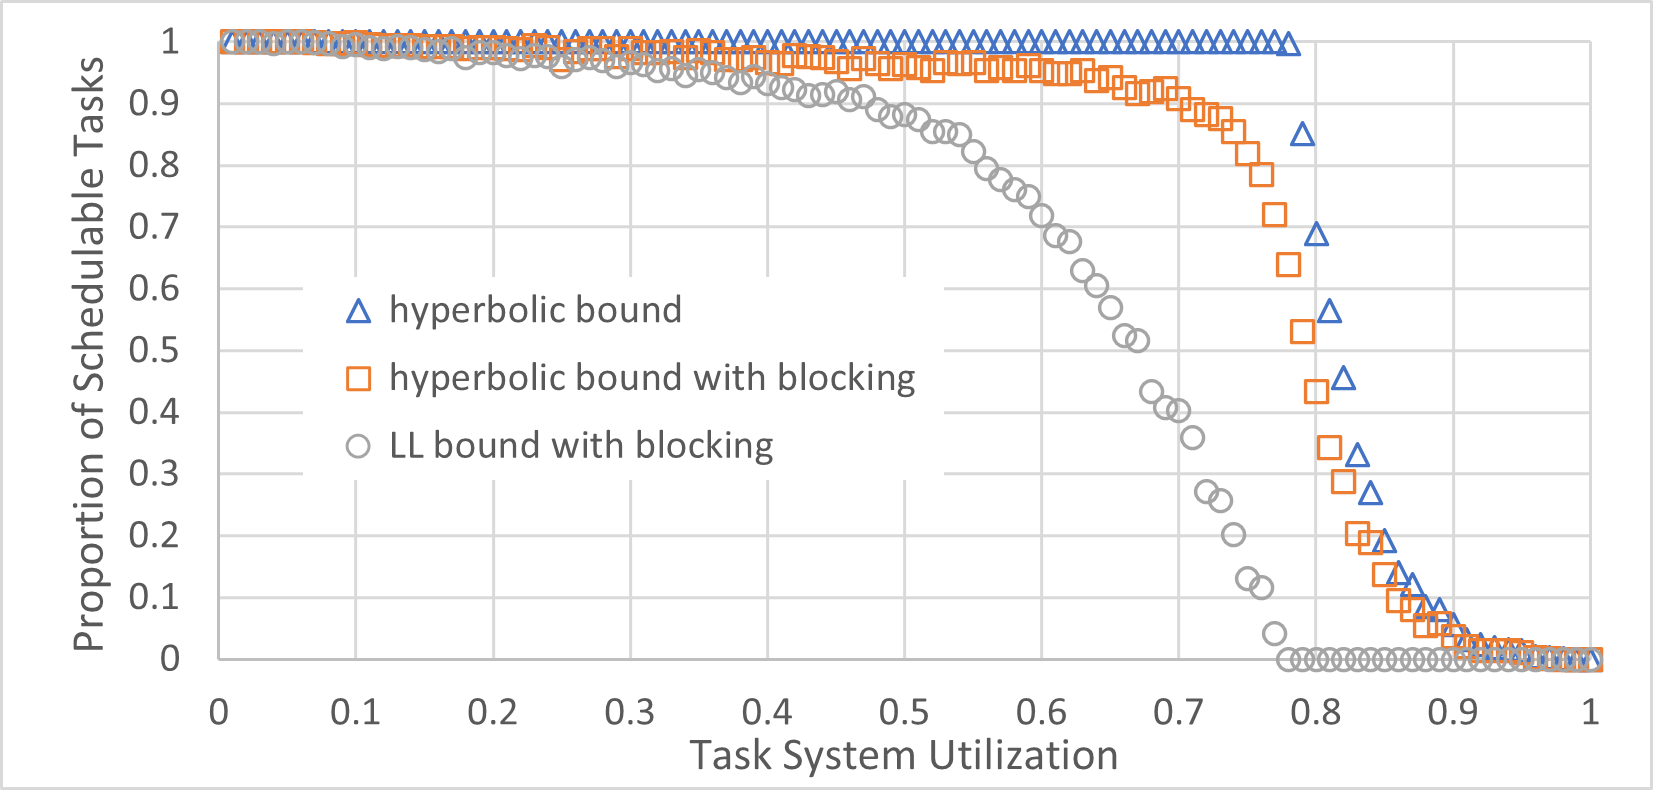 Proportion of Schedulable Tasks
1
0.9
0.8
0.7
0.6
0.5
0.4
0.3
0.2
0.1
0
hyperbolic bound
hyperbolic bound with blocking
LL bound with blocking
0 0.1 0.2 0.3 0.4 0.5 0.6 0.7 0.8 0.9 1
Task System Utilization